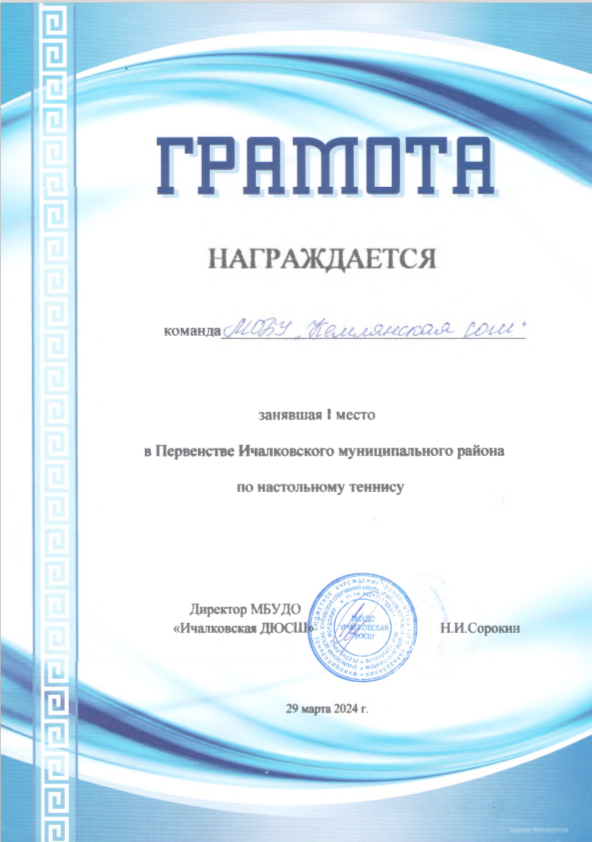 ГРАМОТА
НАГРАЖДАЕТСЯ
команда МОБУ „Кемлянская сош"
занявшая I место
в Первенстве Ичалковского муниципального района
по настольному теннису
Директор МБУДО
«Ичалковская ДЮСШ»
Н.И.Сорокин
МБУДО
ИЧАЛКОВСКАЯ
ДЮСШ
29 марта 2024 г.